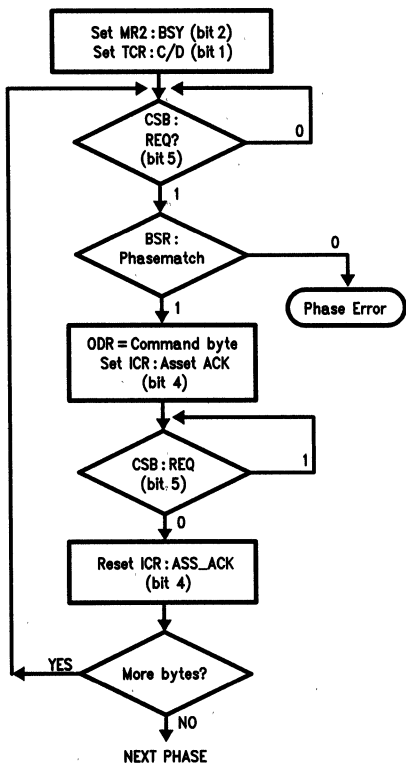 Set MR2:BSY (bit 2)
Set TCR:C/D (bit 1)
CSB:
REQ?
(bit 5)
0
1
BSR:
Phasematch
0
1
Phase Error
ODR = Command byte
Set ICR:Asset ACK
(bit 4)
CSB:REQ
(bit 5)
1
0
Reset ICR:ASS_ACK
(bit 4)
More bytes?
YES
NO
NEXT PHASE